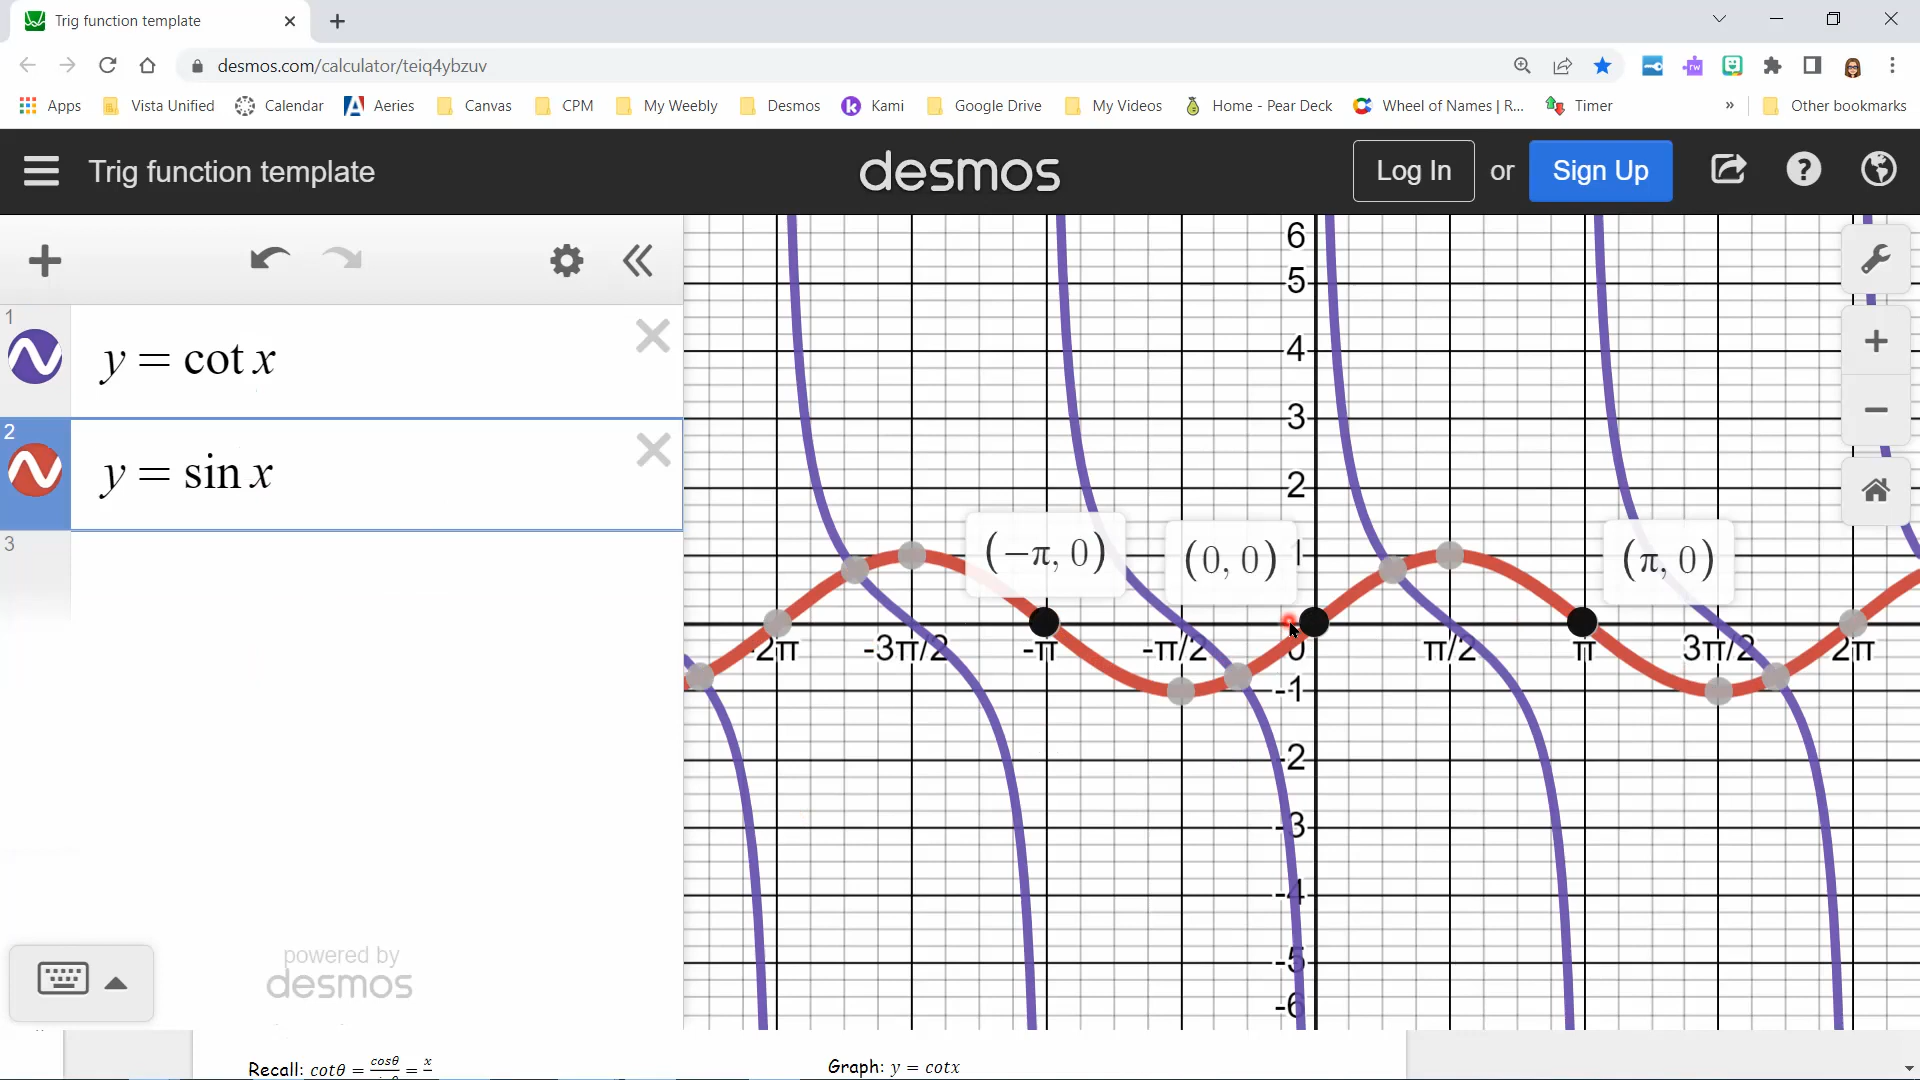 Trig function template
desmos.com/calculator/teiq4ybzuv
Apps Vista Unified Calendar Aeries Canvas CPM My Weebly Desmos Kami Google Drive My Videos Home - Pear Deck Wheel of Names | R... Timer » Other bookmarks
Trig function template desmos Log In or Sign Up
1
y = cot x
2
y = sin x
3
6
5
4
3
2
1
(−π, 0) (0, 0) (π, 0)
-2π -3π/2 -π -π/2 0 π/2 π 3π/2 2π
-1
-2
-3
-4
-5
-6
powered by
desmos
Recall: cotθ = cosθ/ = x/
Graph: y = cotx